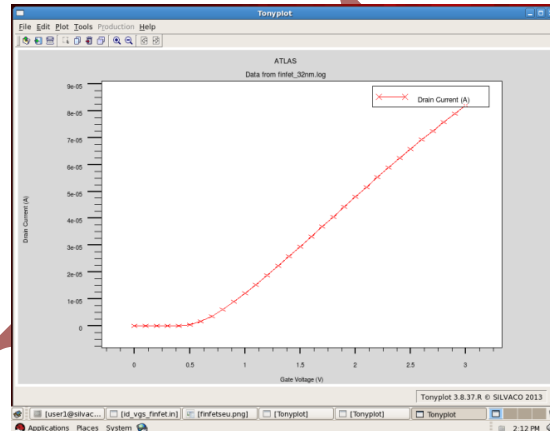 Tonyplot
File Edit Plot Tools Production Help
ATLAS
Data from finfet_32nm.log
Drain Current (A)
9e-05
8e-05
7e-05
6e-05
5e-05
4e-05
3e-05
2e-05
1e-05
0
Drain Current (A)
0 0.5 1 1.5 2 2.5 3
Gate Voltage (V)
Tonyplot 3.8.37.R © SILVACO 2013
[user1@silvac... [id_vgs_finfet.in] [finfetseu.png] [Tonyplot] [Tonyplot] Tonyplot
Applications Places System 2:12 PM